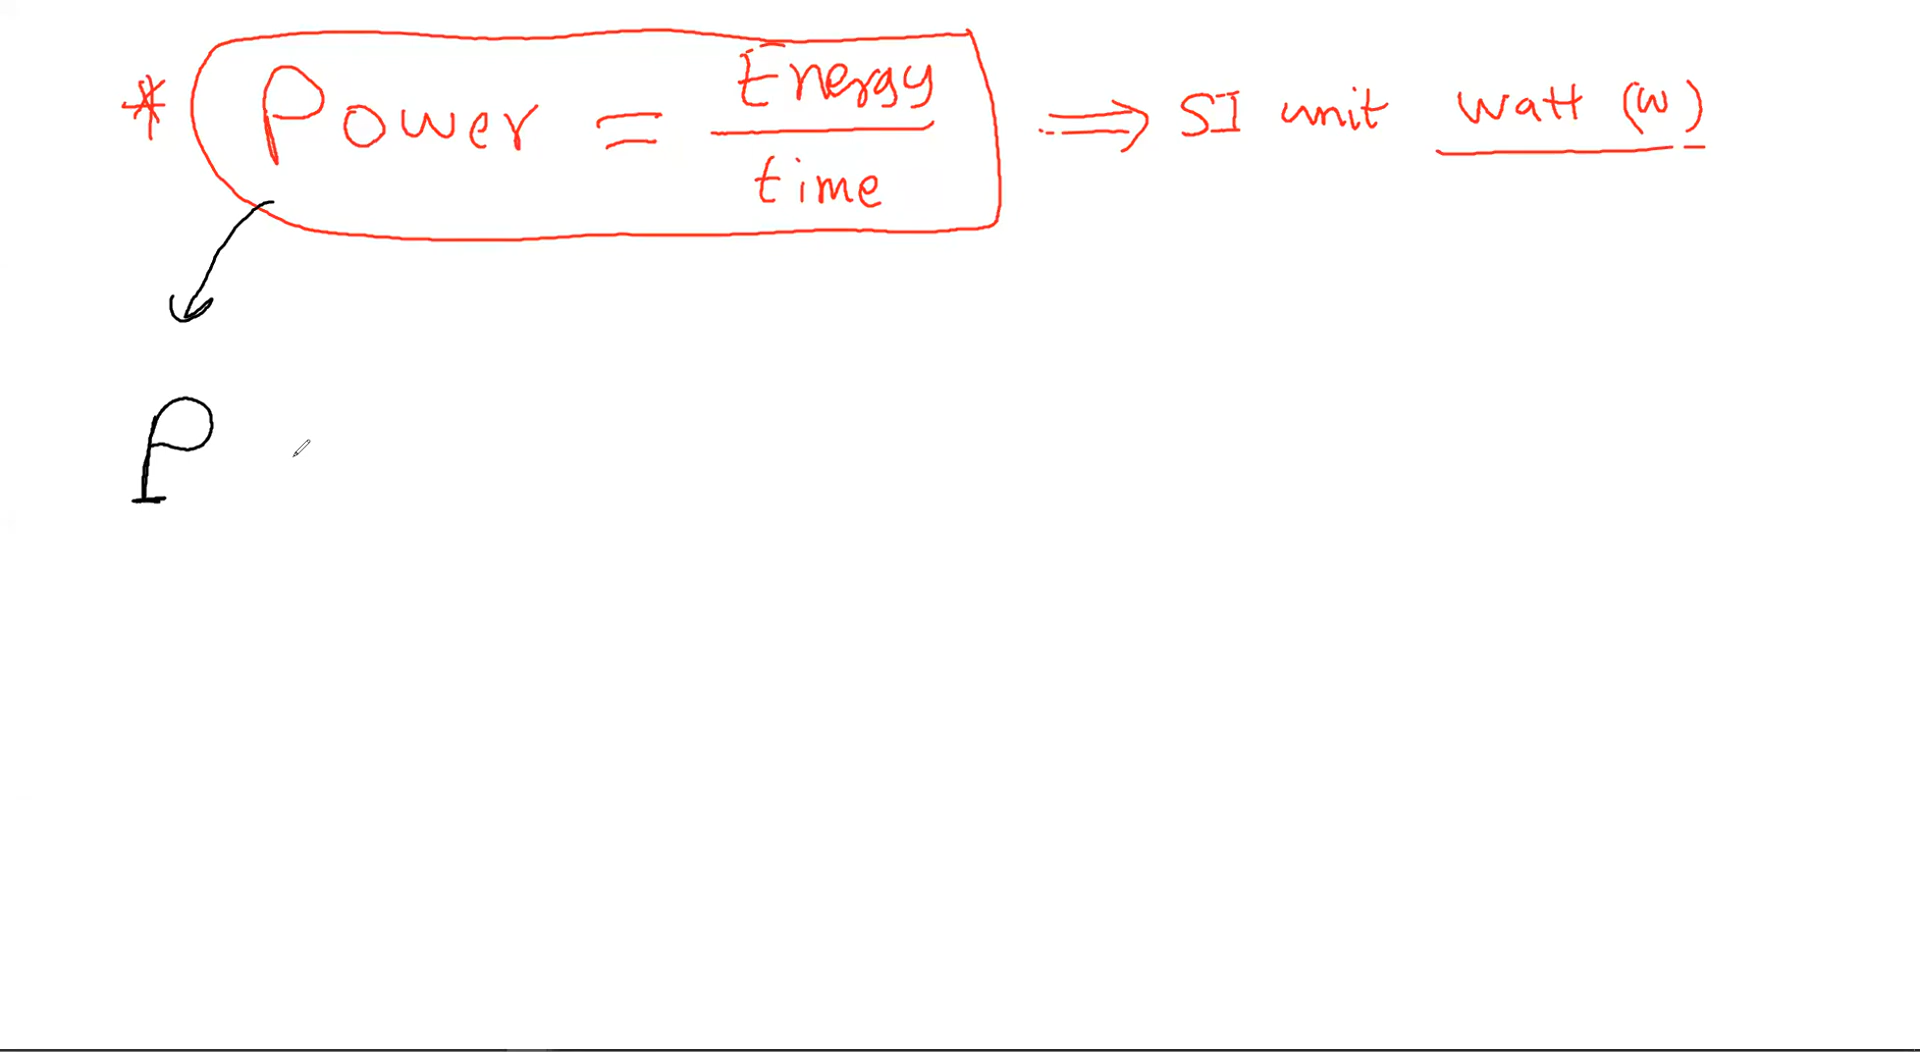 * Power = Energy / time ⟹ SI unit Watt (W)
P